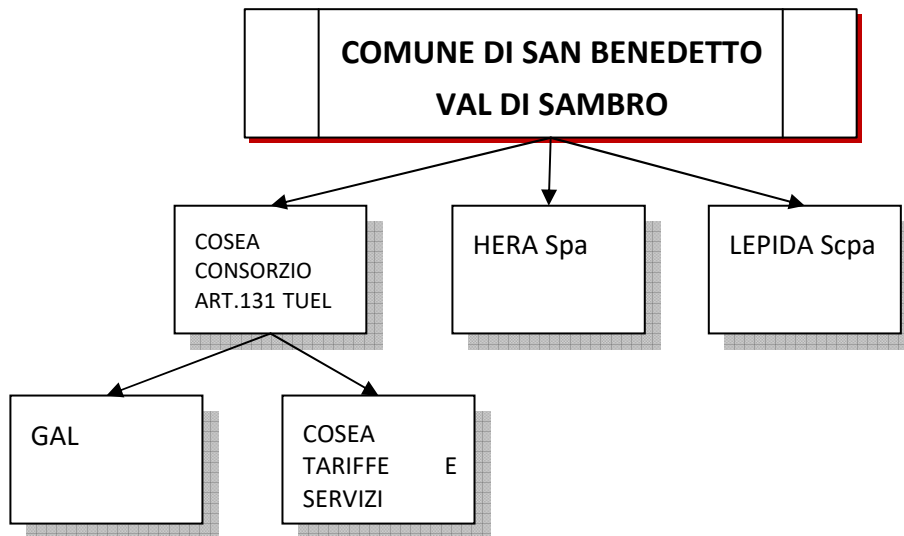 COMUNE DI SAN BENEDETTO
VAL DI SAMBRO
COSEA
CONSORZIO
ART.131 TUEL
HERA Spa
LEPIDA Scpa
GAL
COSEA
TARIFFE E
SERVIZI